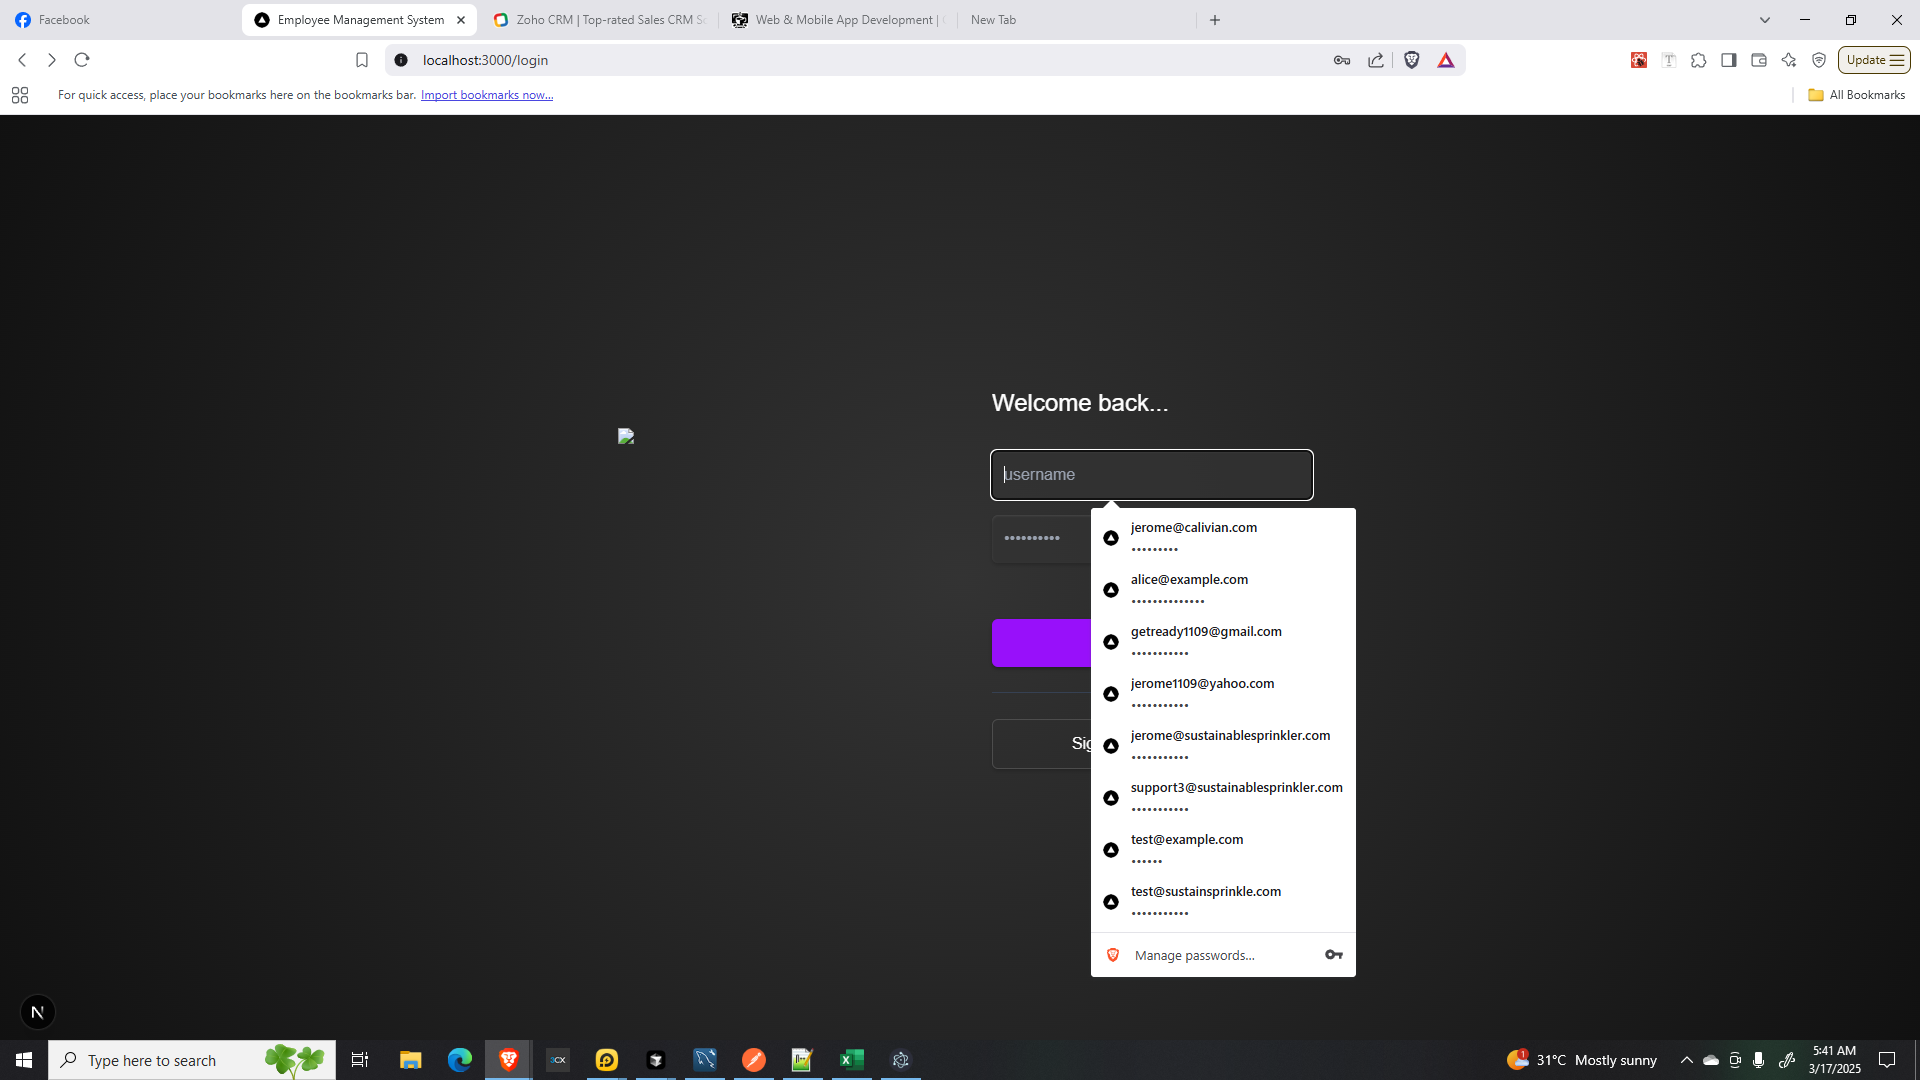 Facebook
Employee Management System
Zoho CRM | Top-rated Sales CRM So
Web & Mobile App Development |
New Tab
localhost:3000/login
Update
For quick access, place your bookmarks here on the bookmarks bar. Import bookmarks now...
All Bookmarks
Welcome back...
username
••••••••••
jerome@calivian.com
•••••••••
alice@example.com
••••••••••••••
getready1109@gmail.com
•••••••••••
jerome1109@yahoo.com
•••••••••••
jerome@sustainablesprinkler.com
•••••••••••
Sig
support3@sustainablesprinkler.com
•••••••••••
test@example.com
••••••
test@sustainsprinkle.com
•••••••••••
Manage passwords...
N
Type here to search
3CX
1
31°C Mostly sunny
5:41 AM
3/17/2025